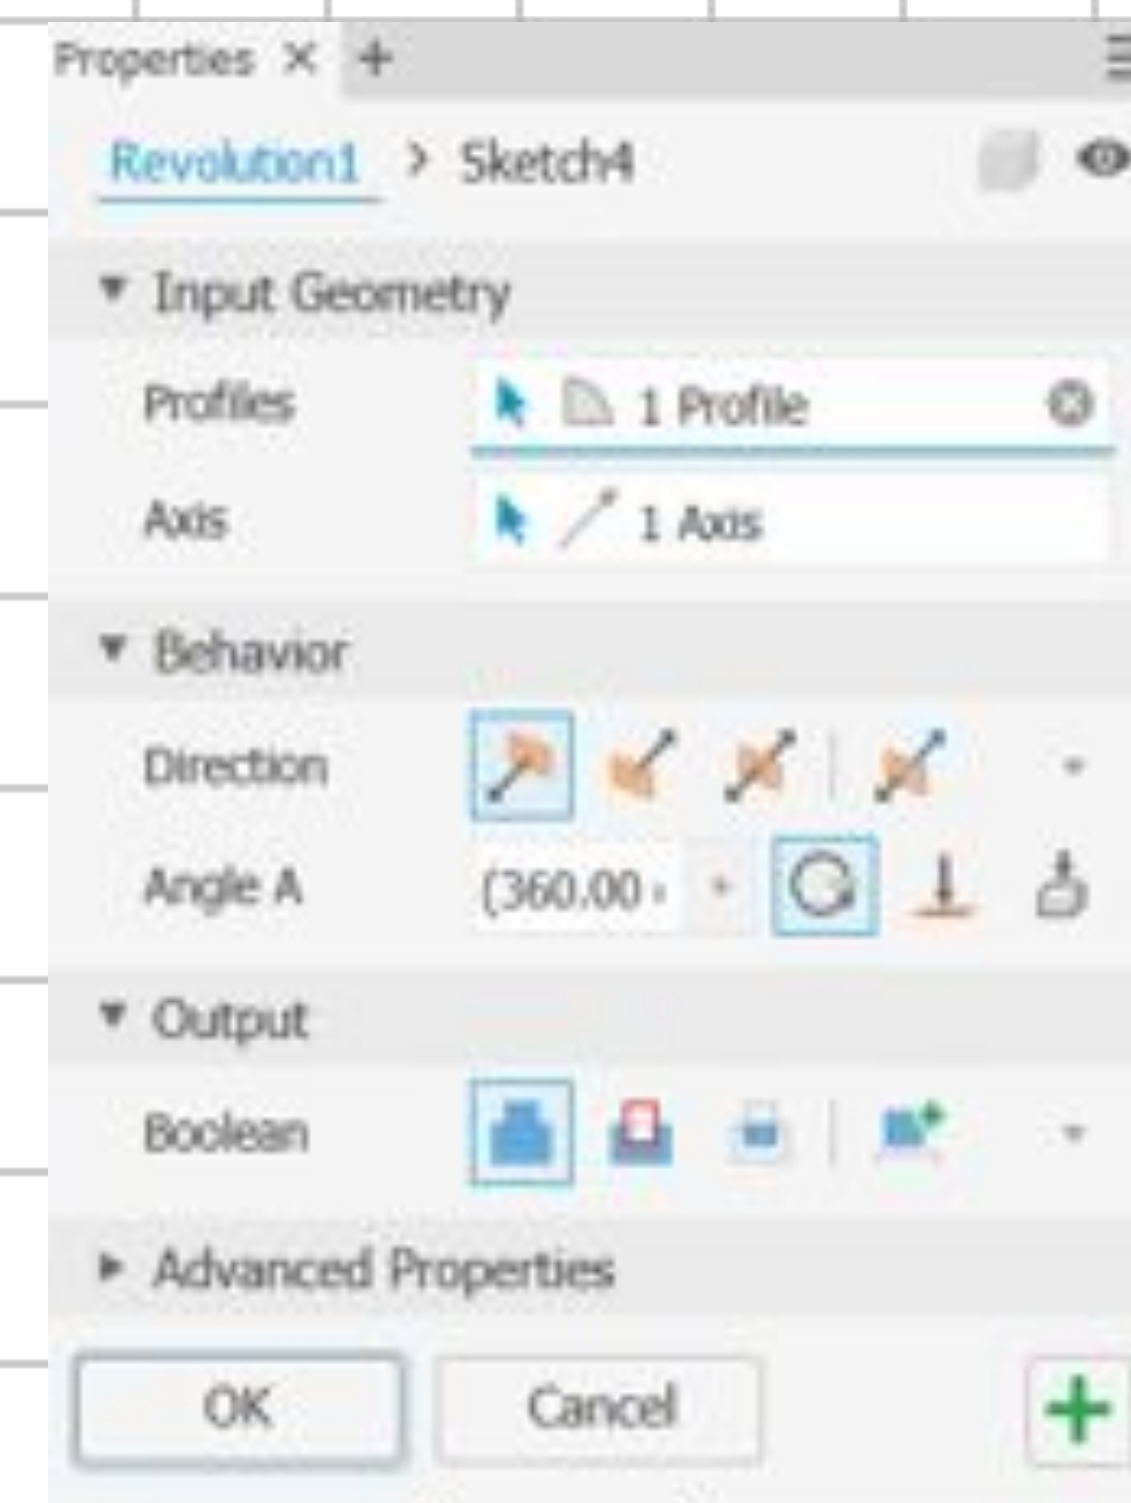 Properties × +
Revolution1 > Sketch4
Input Geometry
Profiles 1 Profile
Axis 1 Axis
Behavior
Direction
Angle A (360.00
Output
Boolean
Advanced Properties
OK Cancel